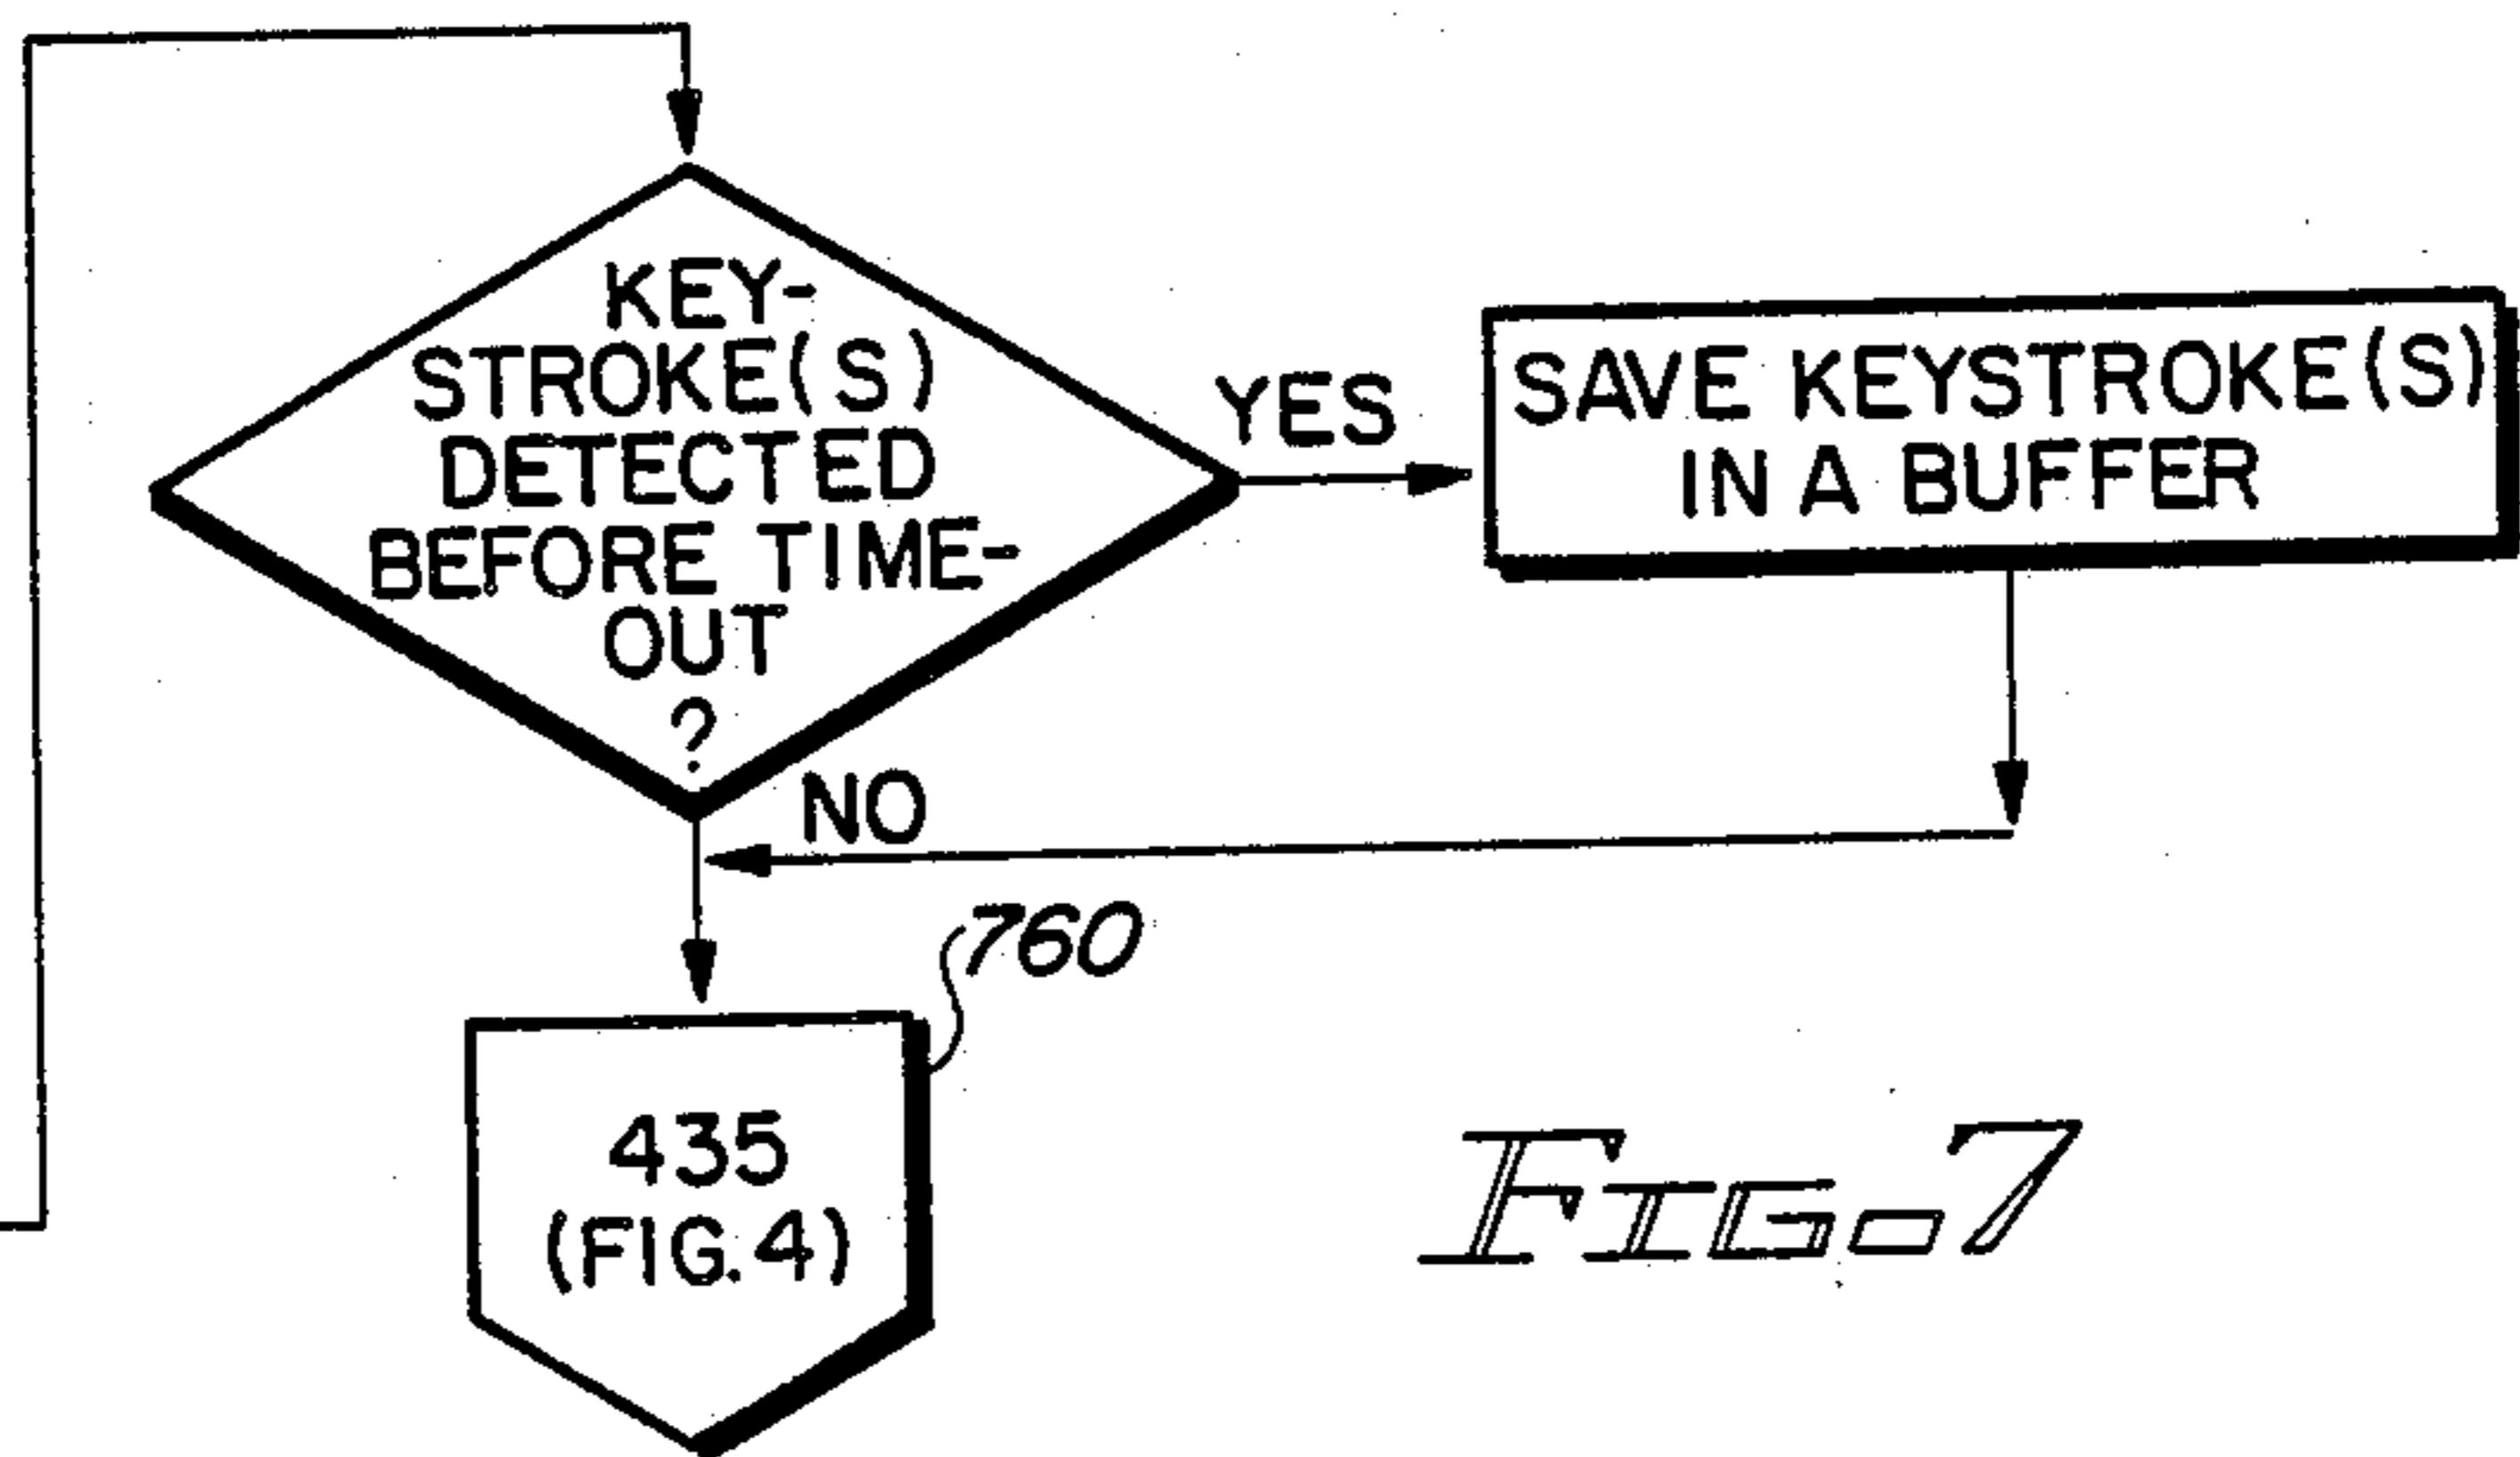 KEY-
STROKE(S)
DETECTED
BEFORE TIME-
OUT
?
YES
SAVE KEYSTROKE(S)
IN A BUFFER
NO
760
435
(FIG.4)
FIG. 7